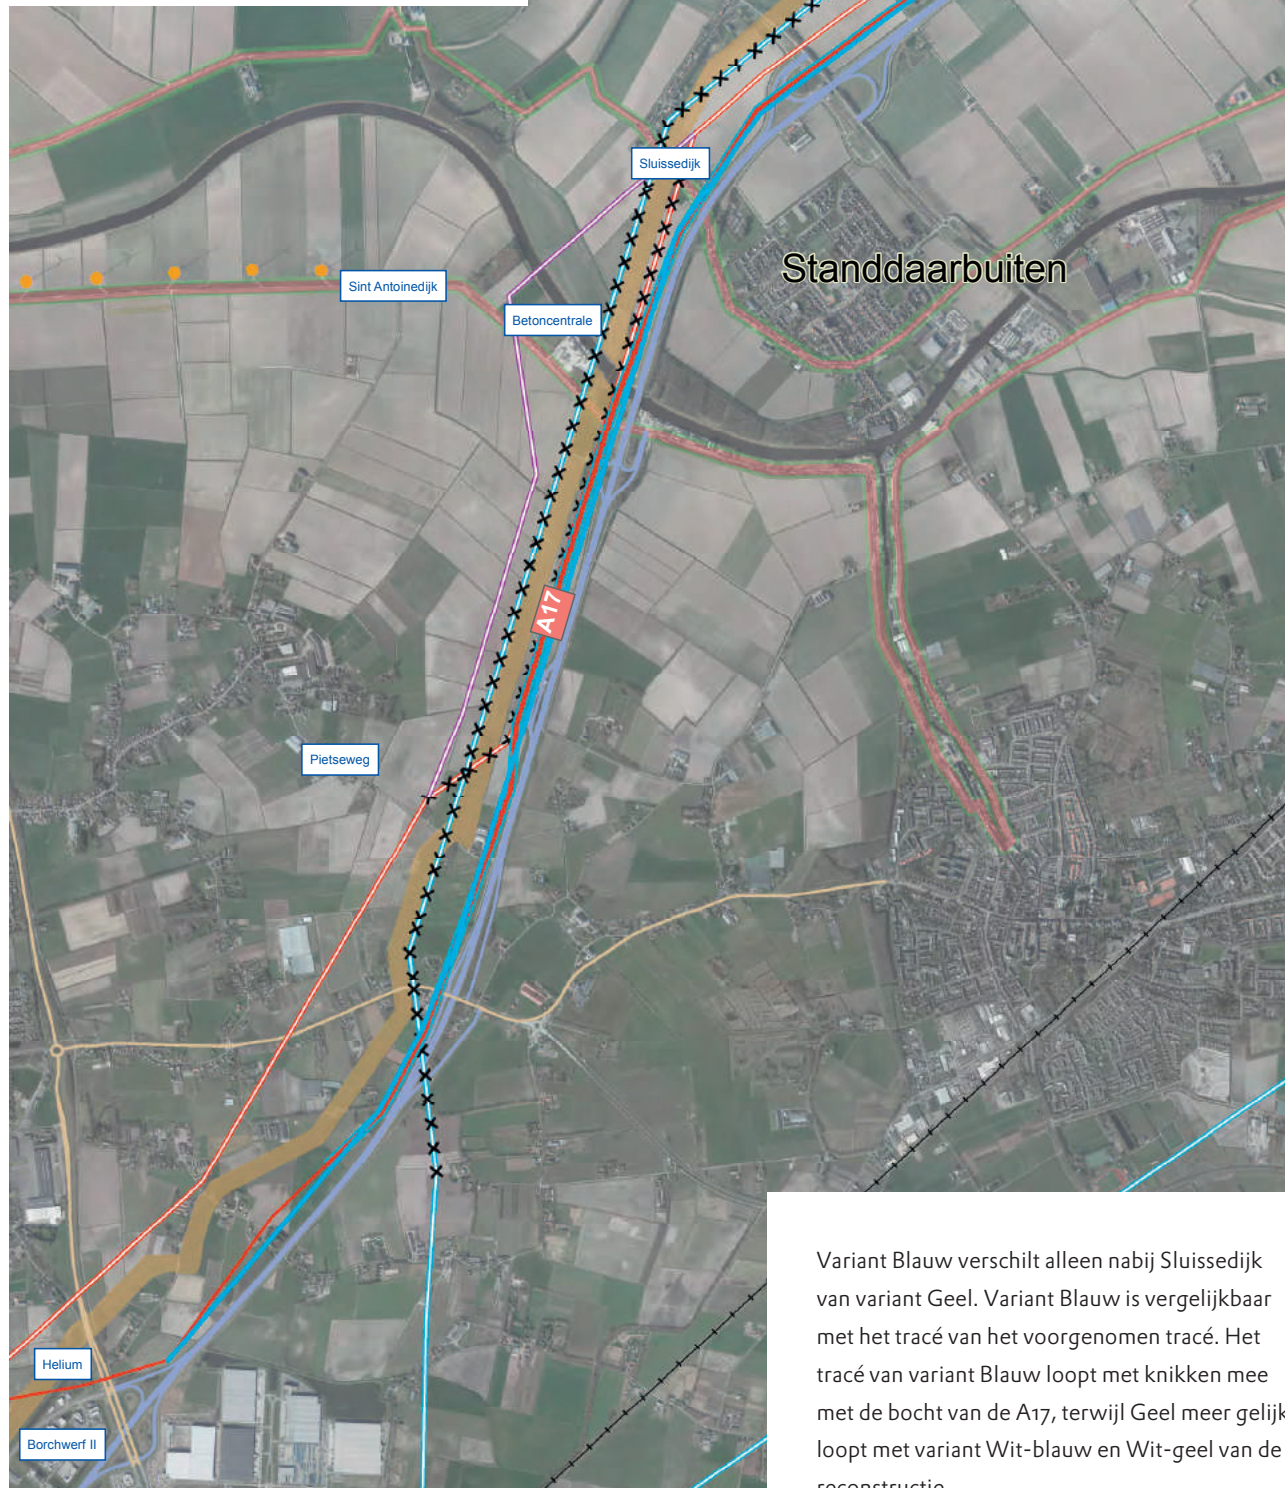 Sluissedijk
Standdaarbuiten
Sint Antoinedijk
Betoncentrale
A17
Pietseweg
Helium
Borchwerf II
Variant Blauw verschilt alleen nabij Sluissedijk
van variant Geel. Variant Blauw is vergelijkbaar
met het tracé van het voorgenomen tracé. Het
tracé van variant Blauw loopt met knikken mee
met de bocht van de A17, terwijl Geel meer gelijk
loopt met variant Wit-blauw en Wit-geel van de
reconstructie